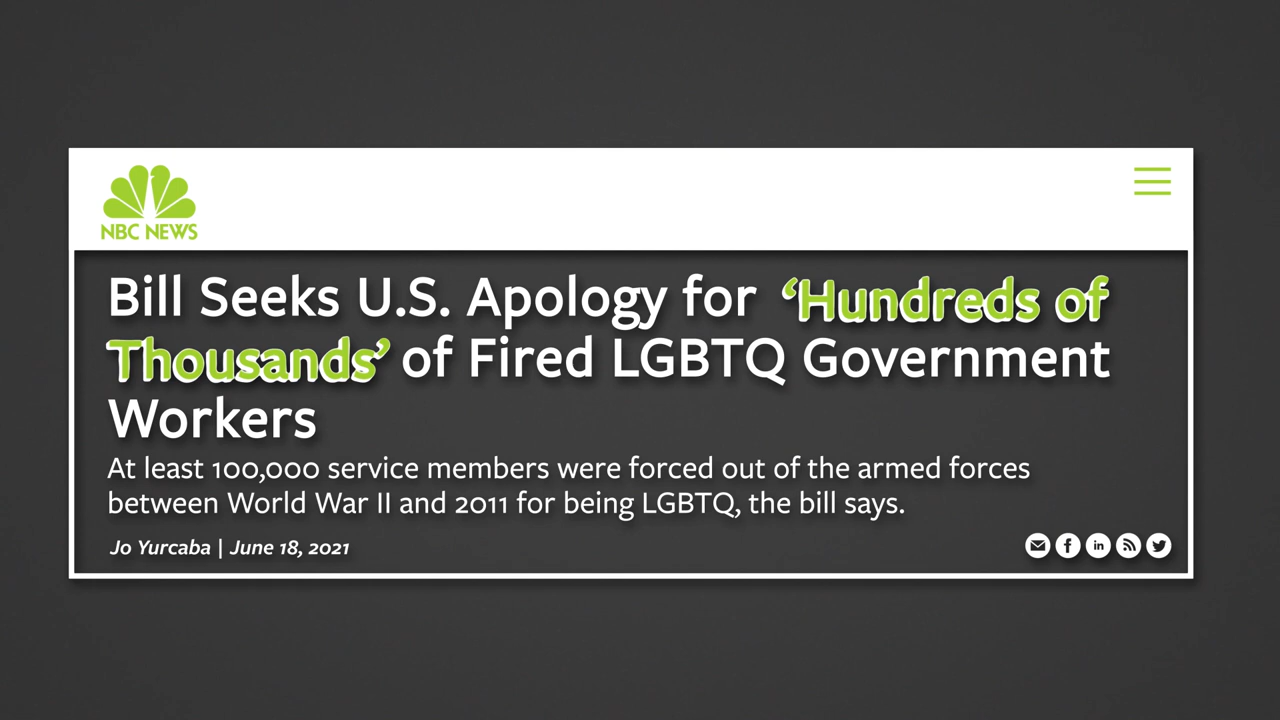 NBC NEWS
Bill Seeks U.S. Apology for ‘Hundreds of
Thousands’ of Fired LGBTQ Government
Workers
At least 100,000 service members were forced out of the armed forces
between World War II and 2011 for being LGBTQ, the bill says.
Jo Yurcaba | June 18, 2021
f in